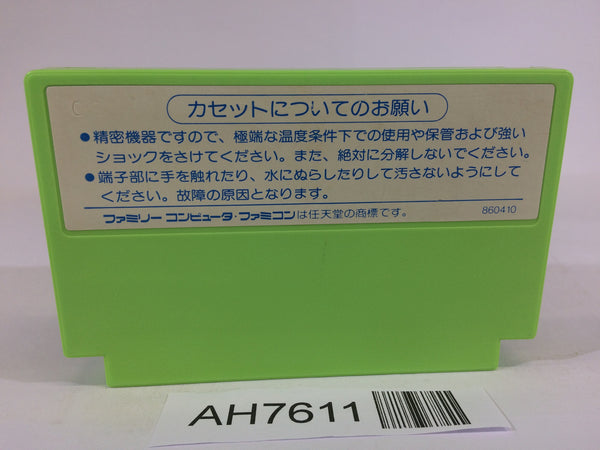 カセットについてのお願い
●精密機器ですので、極端な温度条件下での使用や保管および強い
ショックをさけてください。また、絶対に分解しないでください。
●端子部に手を触れたり、水にぬらしたりして汚さないようにして
ください。故障の原因となります。
ファミリー コンピュータ・ファミコンは任天堂の商標です。 860410
AH7611